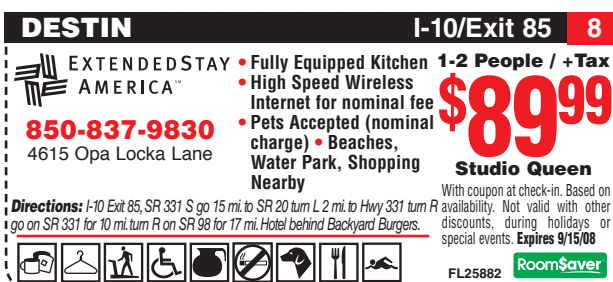 DESTIN I-10/Exit 85 8
EXTENDEDSTAY
AMERICA℠
850-837-9830
4615 Opa Locka Lane
• Fully Equipped Kitchen
• High Speed Wireless
Internet for nominal fee
• Pets Accepted (nominal
charge) • Beaches,
Water Park, Shopping
Nearby
1-2 People / +Tax
$89 99
Studio Queen
With coupon at check-in. Based on
availability. Not valid with other
discounts, during holidays or
special events. Expires 9/15/08
Directions: I-10 Exit 85, SR 331 S go 15 mi. to SR 20 turn L 2 mi. to Hwy 331 turn R
go on SR 331 for 10 mi. turn R on SR 98 for 17 mi. Hotel behind Backyard Burgers.
FL25882 Room$aver